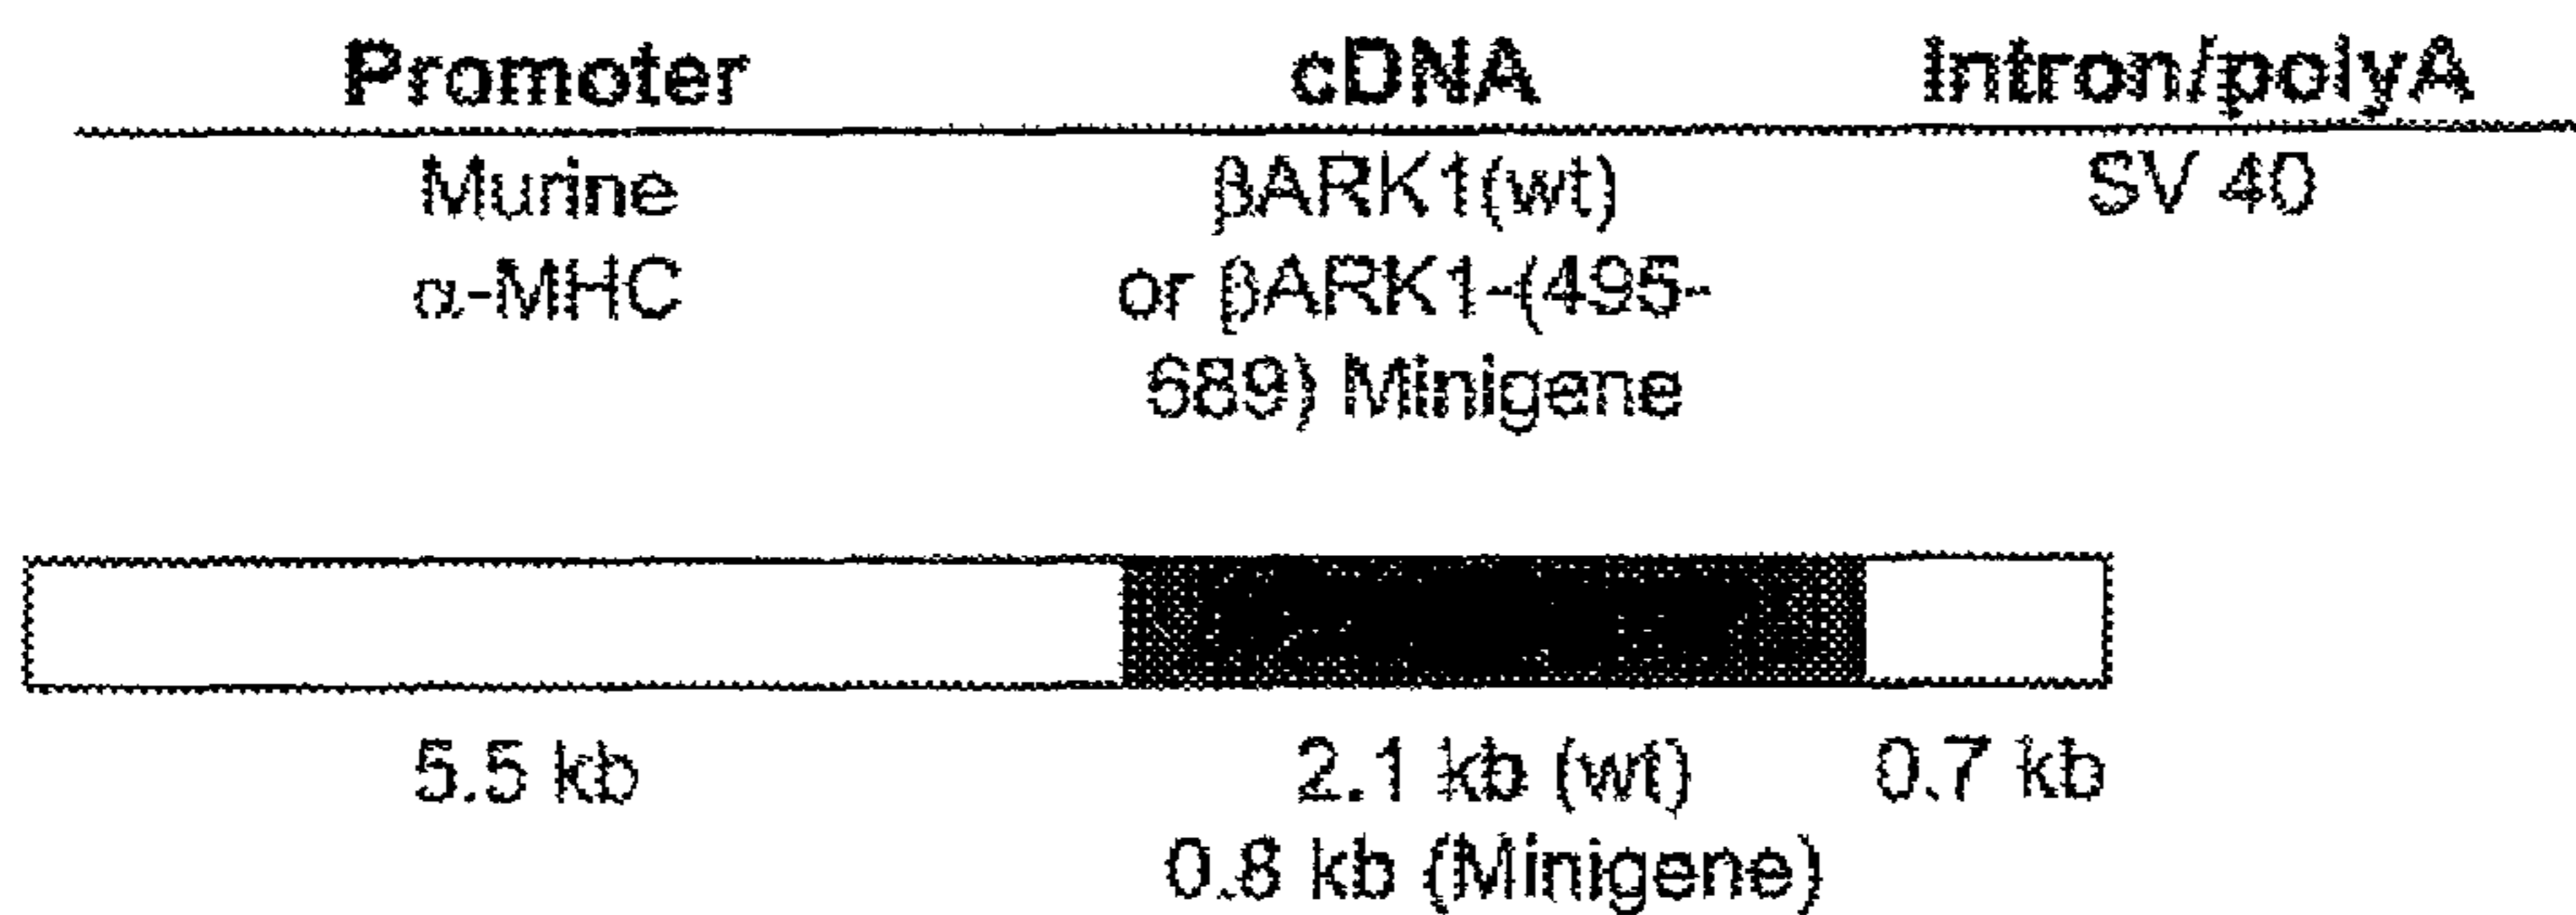 Promoter cDNA Intron/polyA
Murine βARK1(wt) SV 40
α-MHC or βARK1-(495-
689) Minigene
5.5 kb 2.1 kb (wt) 0.7 kb
0.8 kb (Minigene)